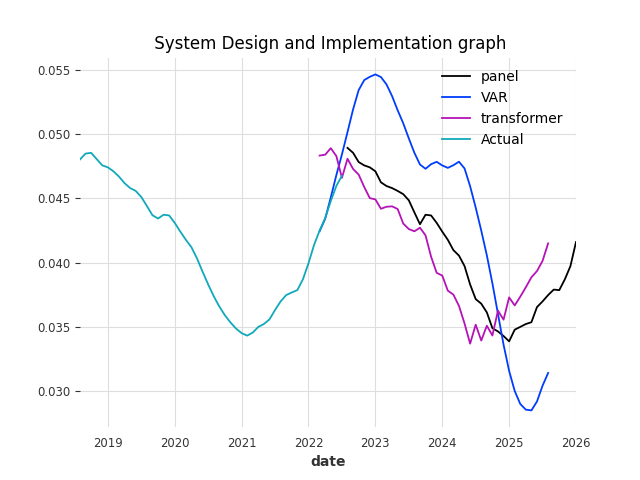 System Design and Implementation graph
0.055
0.050
0.045
0.040
0.035
0.030
panel
VAR
transformer
Actual
2019 2020 2021 2022 2023 2024 2025 2026
date